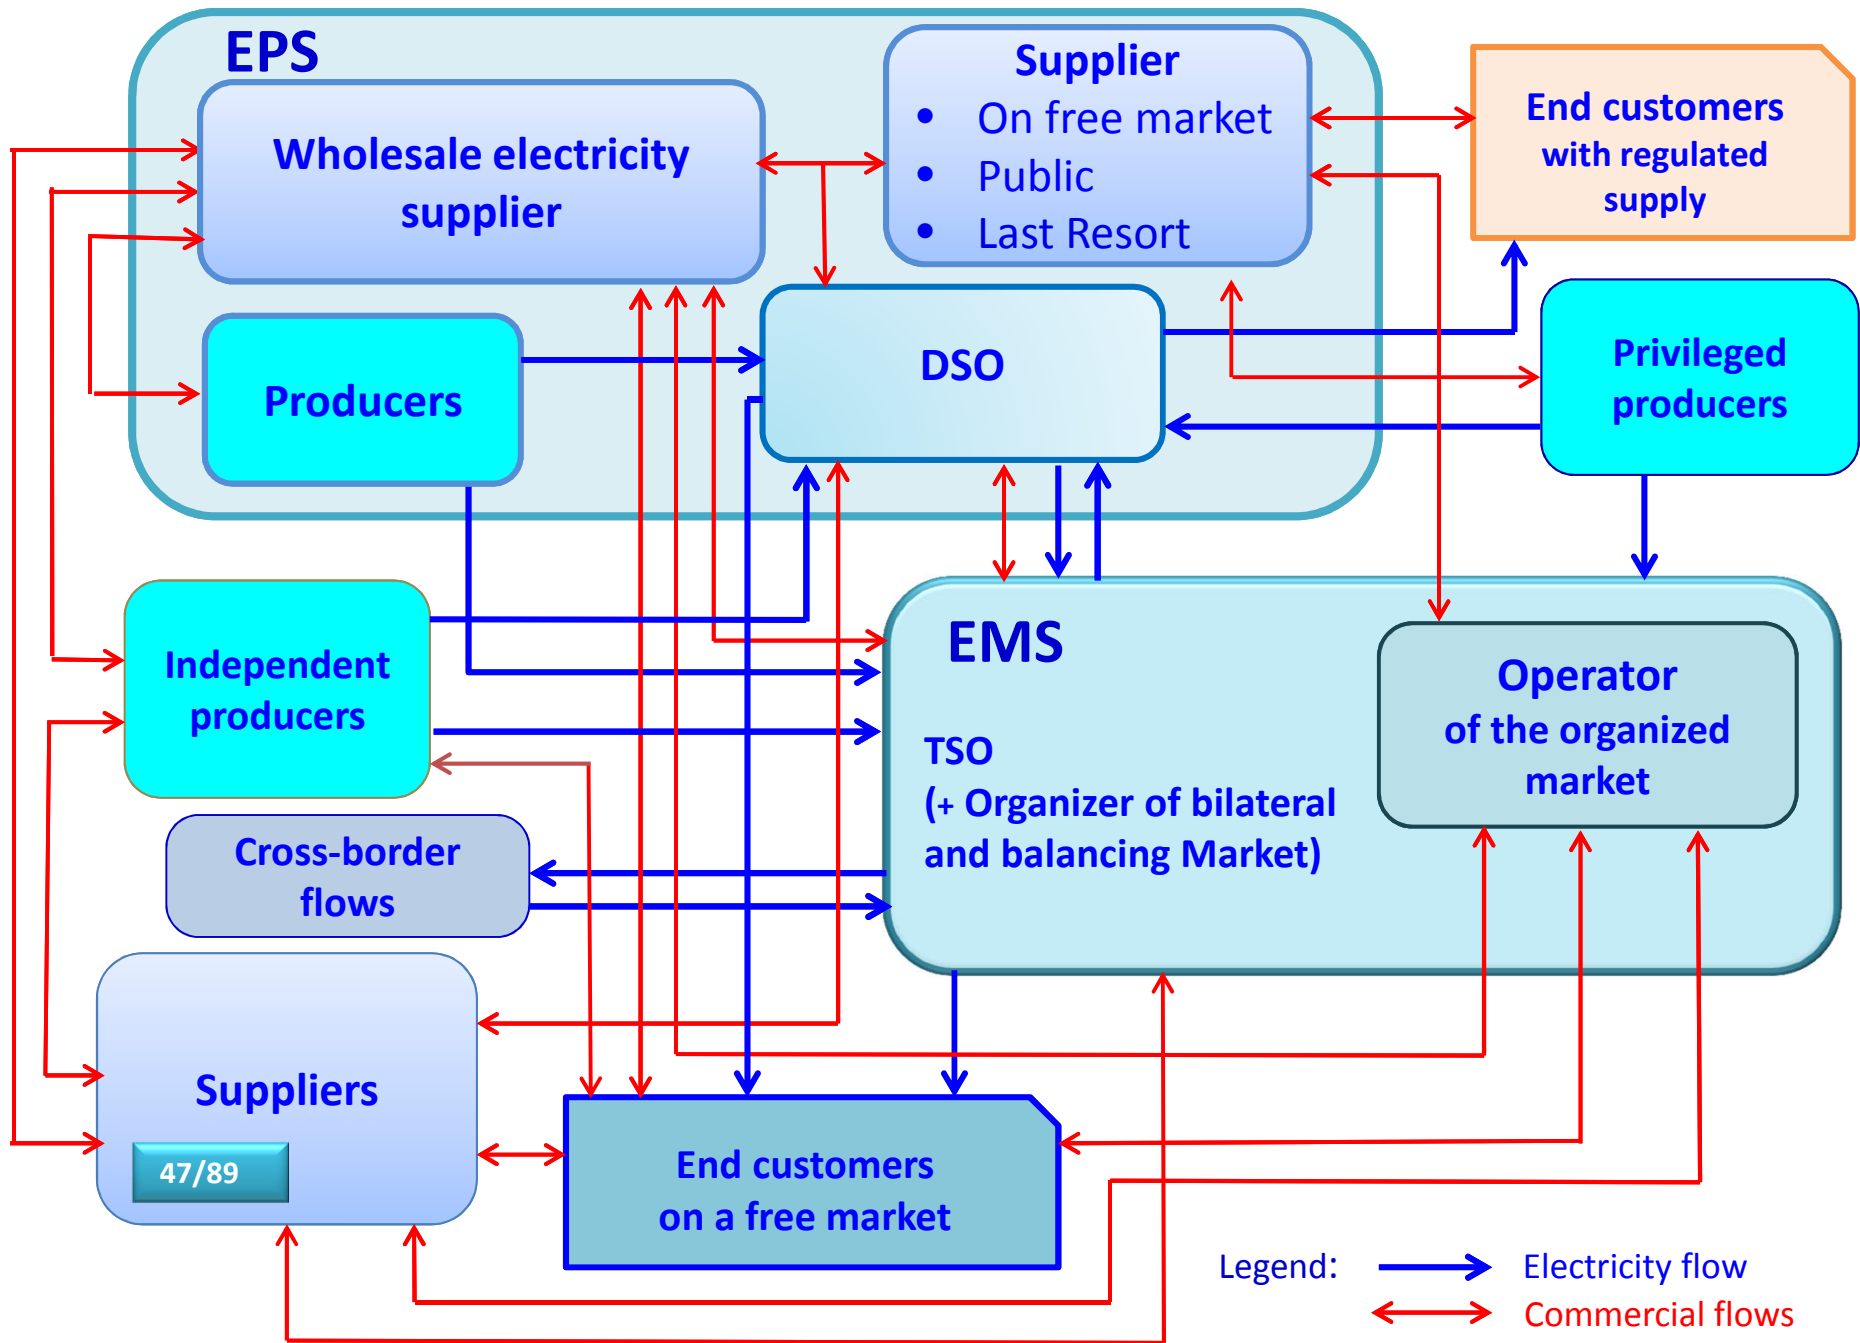 EPS
Supplier
• On free market
• Public
• Last Resort
End customers
with regulated
supply
Wholesale electricity
supplier
Producers
DSO
Privileged
producers
Independent
producers
EMS
TSO
(+ Organizer of bilateral
and balancing Market)
Operator
of the organized
market
Cross-border
flows
Suppliers
47/89
End customers
on a free market
Legend:
Electricity flow
Commercial flows